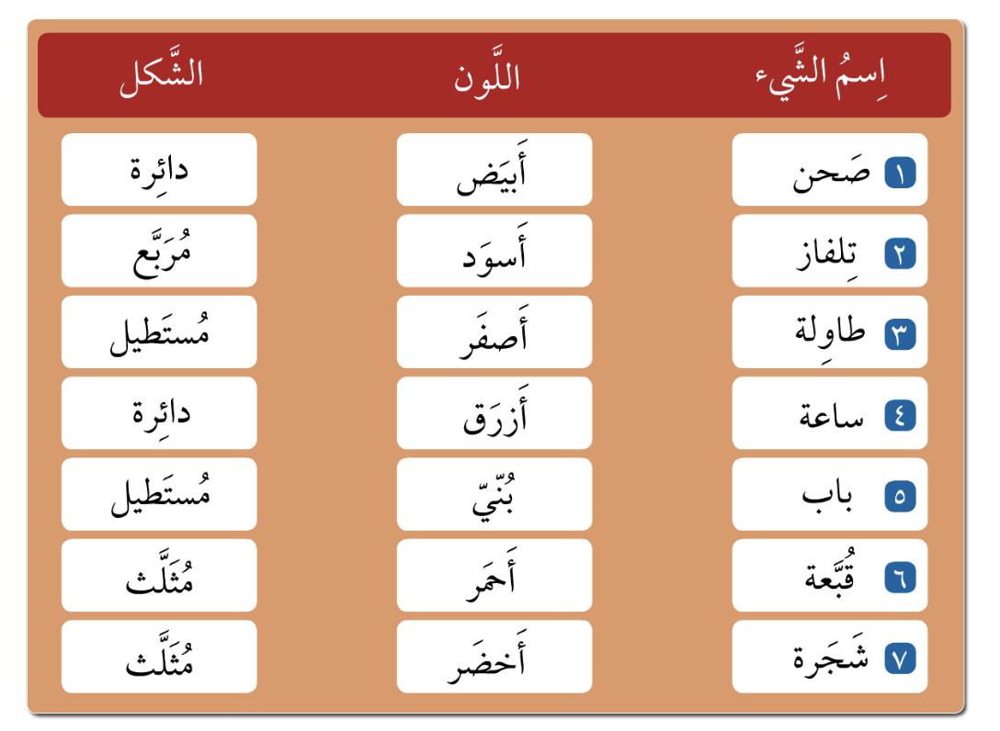 اِسمُ الشَّيء اللَّون الشَّكل
١ صَحن أَبيَض دائِرة
٢ تِلفاز أَسوَد مُرَبَّع
٣ طاوِلة أَصفَر مُستَطيل
٤ ساعة أَزرَق دائِرة
٥ باب بُنّيّ مُستَطيل
٦ قُبَّعة أَحمَر مُثَلَّث
٧ شَجَرة أَخضَر مُثَلَّث